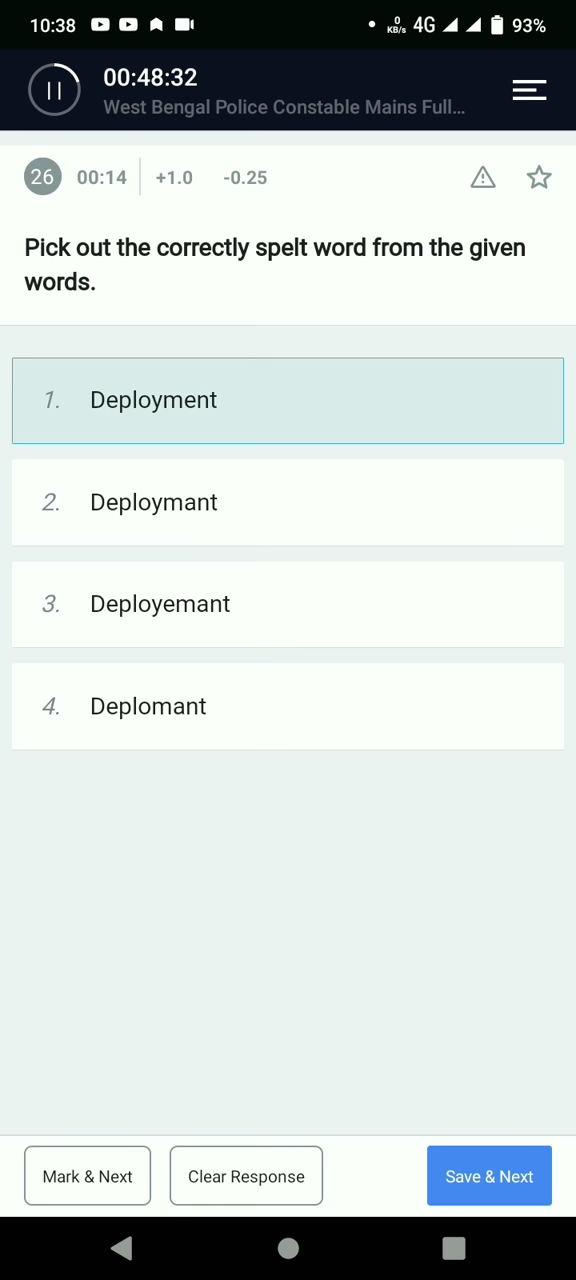 10:38
0 KB/s 4G 93%
00:48:32
West Bengal Police Constable Mains Full...
26 00:14 +1.0 -0.25
Pick out the correctly spelt word from the given
words.
1. Deployment
2. Deploymant
3. Deployemant
4. Deplomant
Mark & Next Clear Response Save & Next